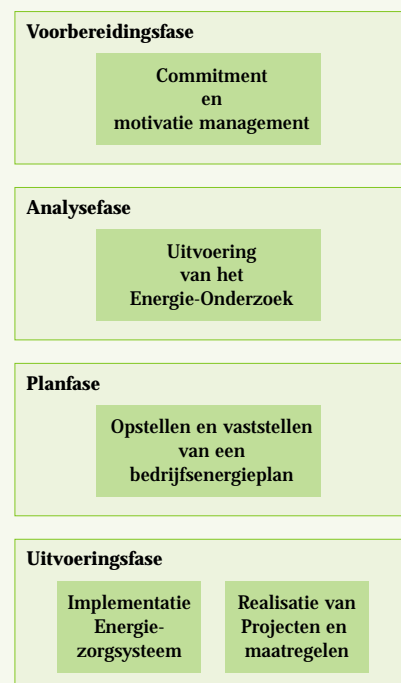 Voorbereidingsfase
Commitment
en
motivatie management
Analysefase
Uitvoering
van het
Energie-Onderzoek
Planfase
Opstellen en vaststellen
van een
bedrijfsenergieplan
Uitvoeringsfase
Implementatie
Energie-
zorgsysteem
Realisatie van
Projecten en
maatregelen